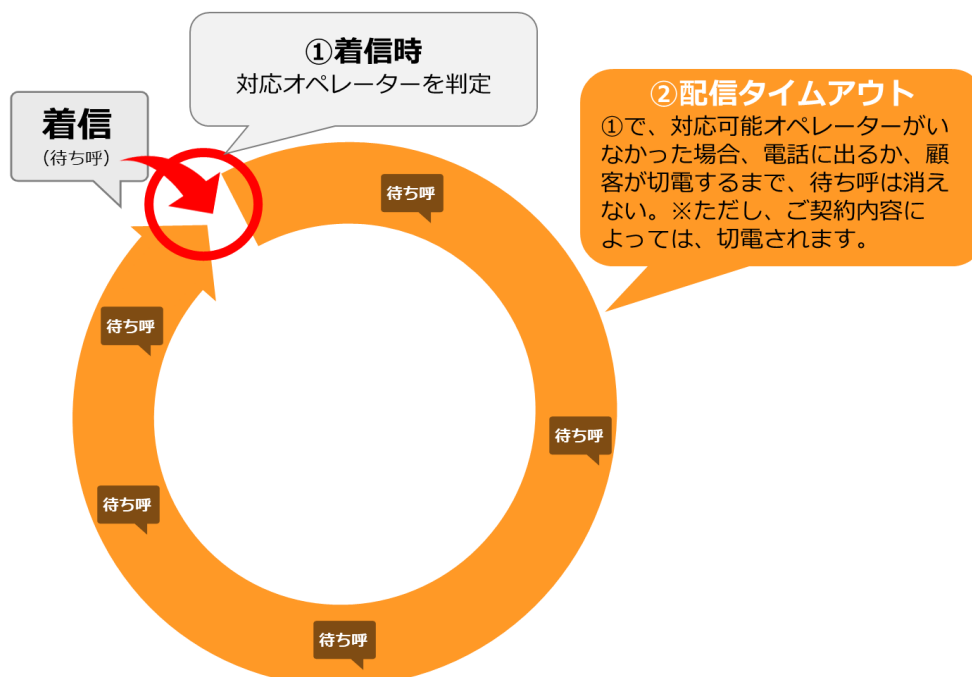 ①着信時
対応オペレーターを判定
着信
(待ち呼)
②配信タイムアウト
①で、対応可能オペレーターがい
なかった場合、電話に出るか、顧
客が切電するまで、待ち呼は消え
ない。※ただし、ご契約内容に
よっては、切電されます。
待ち呼
待ち呼
待ち呼
待ち呼
待ち呼